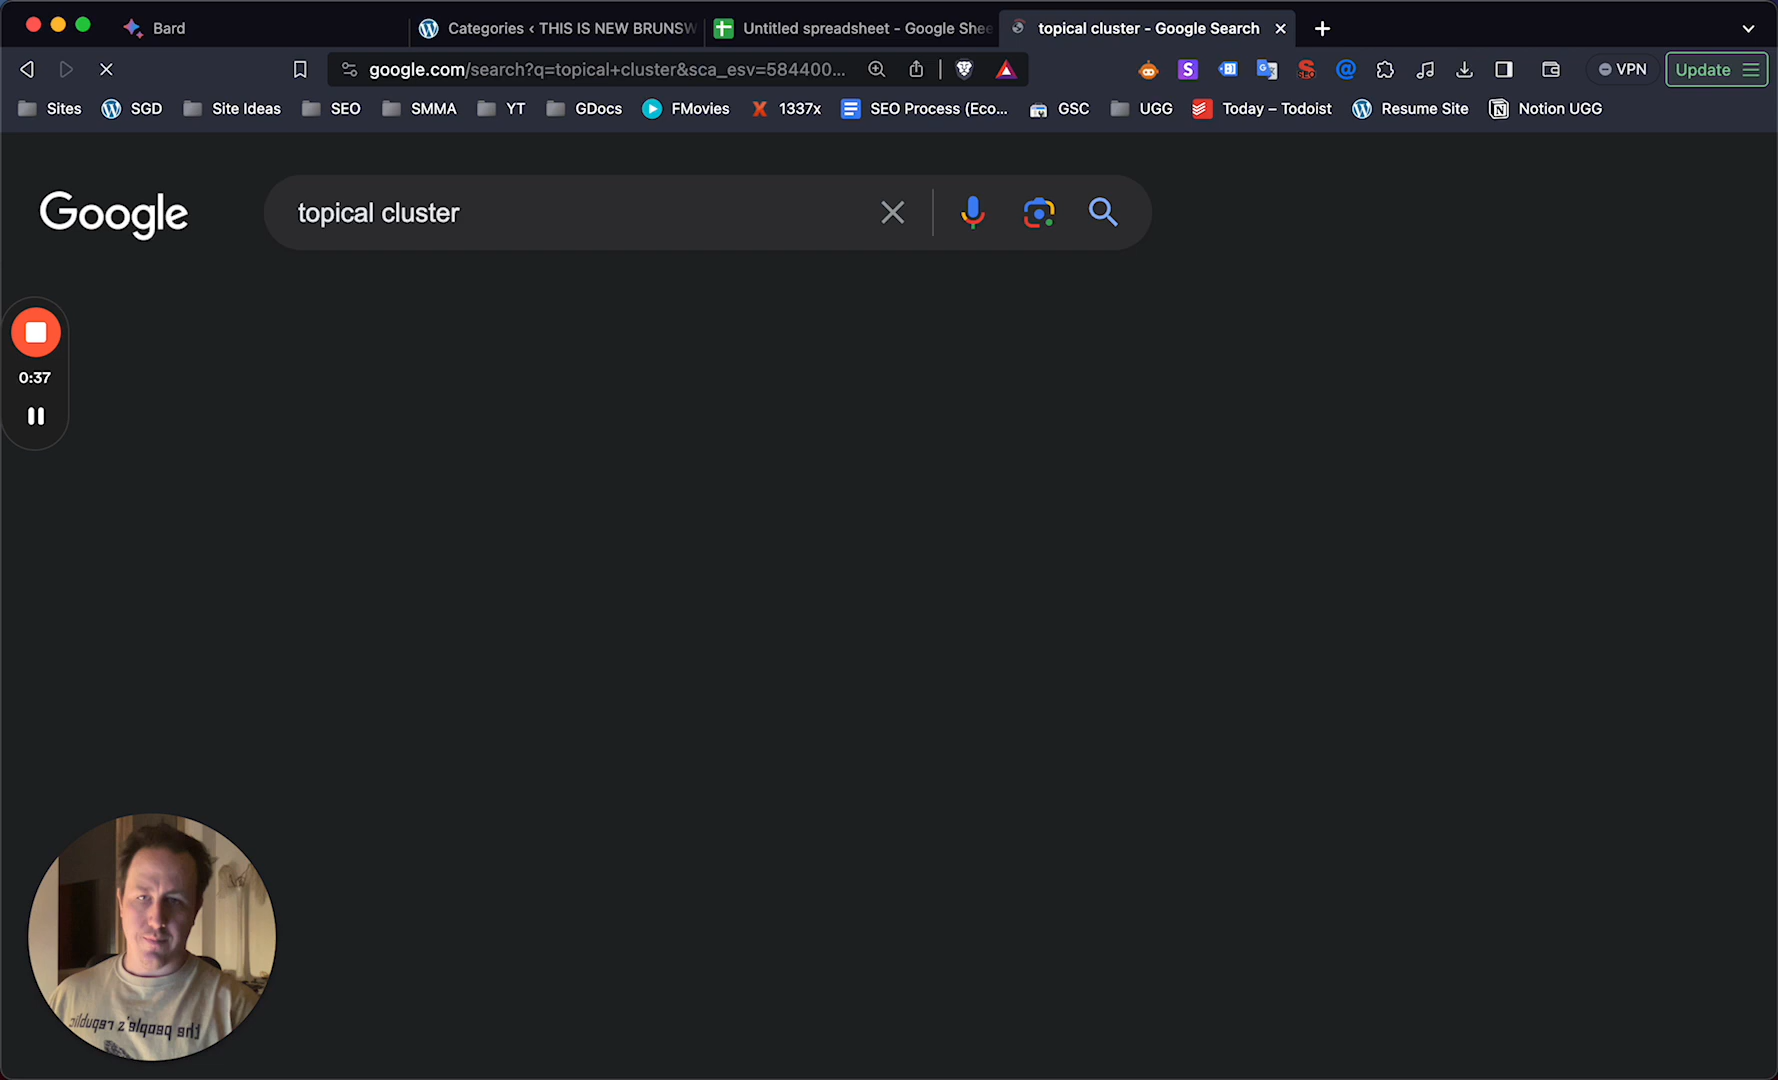 Bard
Categories ‹ THIS IS NEW BRUNSW
Untitled spreadsheet - Google Shee
topical cluster - Google Search
google.com/search?q=topical+cluster&sca_esv=584400...
VPN
Update
Sites
SGD
Site Ideas
SEO
SMMA
YT
GDocs
FMovies
1337x
SEO Process (Eco...
GSC
UGG
Today – Todoist
Resume Site
Notion UGG
Google
topical cluster
0:37
the people'z republic